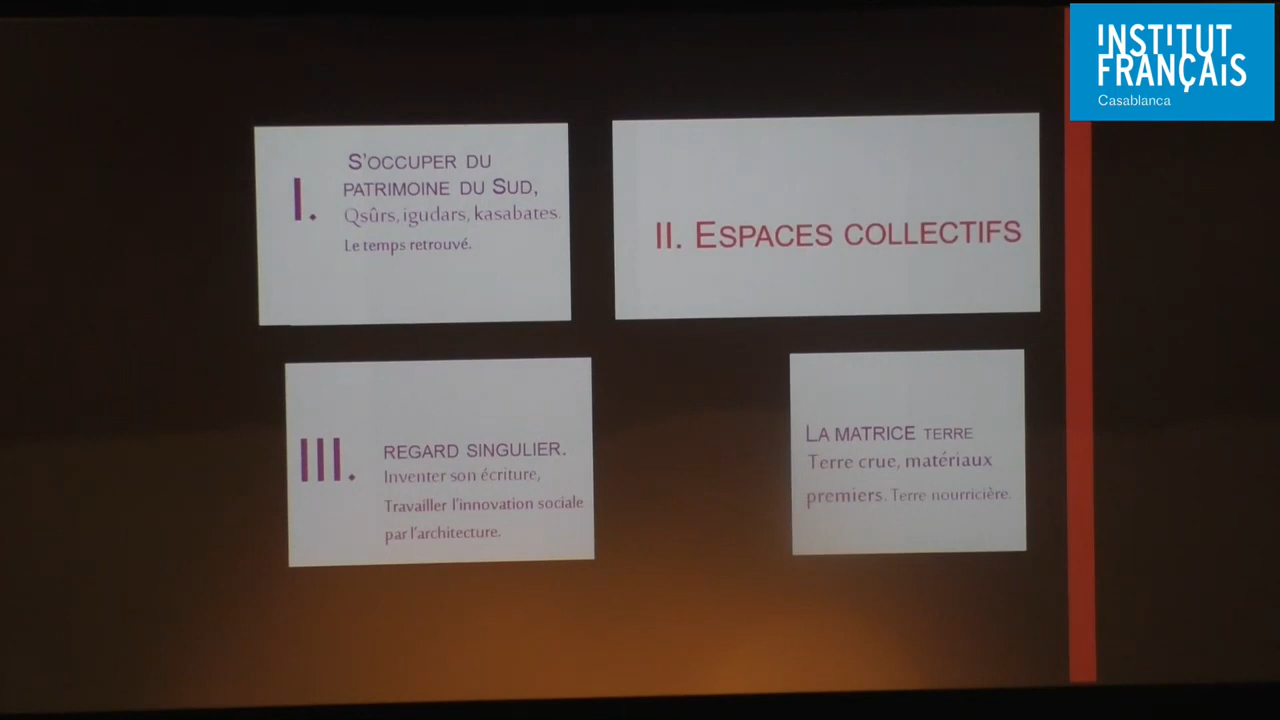 INSTITUT
FRANÇAIS
Casablanca
I.
S'OCCUPER DU
PATRIMOINE DU SUD,
Qsûrs, igudars, kasabates.
Le temps retrouvé.
II. ESPACES COLLECTIFS
III.
REGARD SINGULIER.
Inventer son écriture,
Travailler l'innovation sociale
par l'architecture.
LA MATRICE TERRE
Terre crue, matériaux
premiers. Terre nourricière.